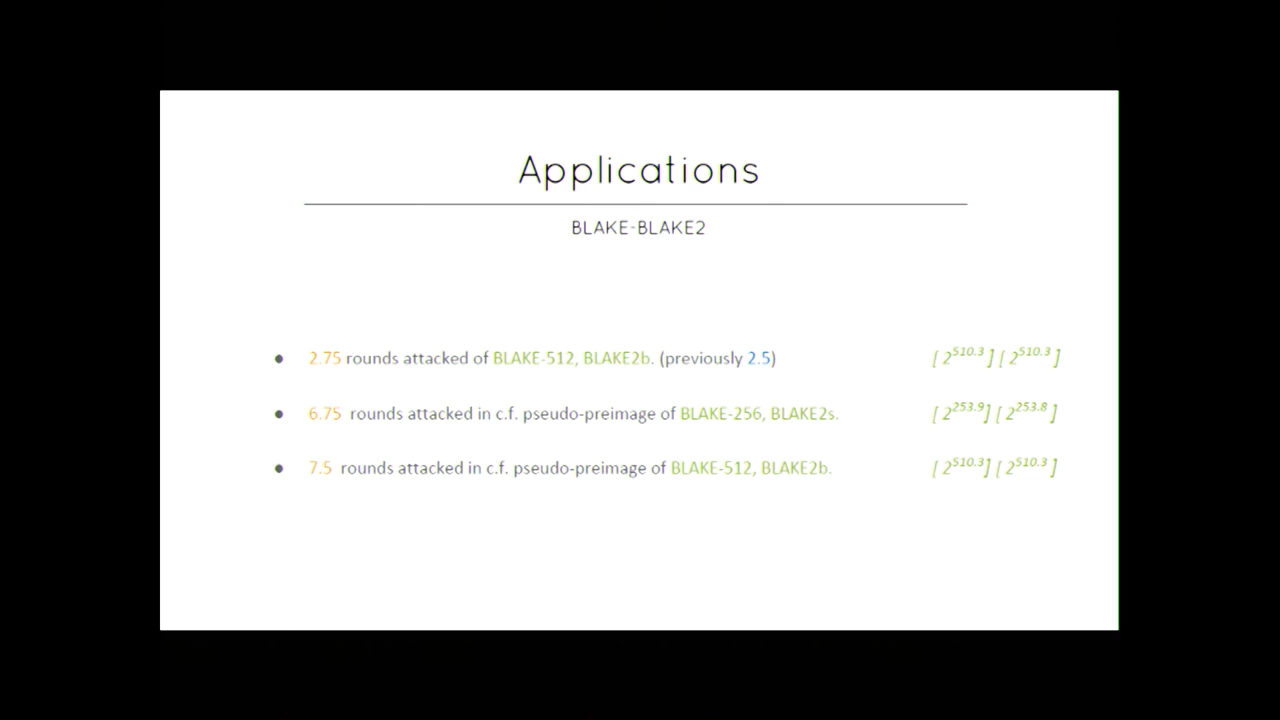 Applications
BLAKE-BLAKE2
● 2.75 rounds attacked of BLAKE-512, BLAKE2b. (previously 2.5) [ 2^510.3 ] [ 2^510.3 ]
● 6.75 rounds attacked in c.f. pseudo-preimage of BLAKE-256, BLAKE2s. [ 2^253.9 ] [ 2^253.8 ]
● 7.5 rounds attacked in c.f. pseudo-preimage of BLAKE-512, BLAKE2b. [ 2^510.3 ] [ 2^510.3 ]